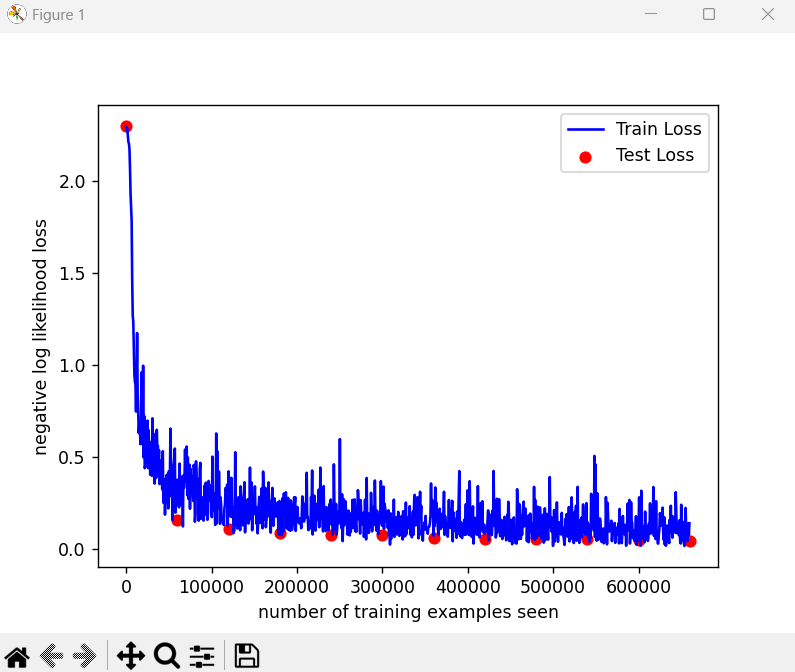 Figure 1
Train Loss
Test Loss
2.0
1.5
1.0
0.5
0.0
negative log likelihood loss
0 100000 200000 300000 400000 500000 600000
number of training examples seen